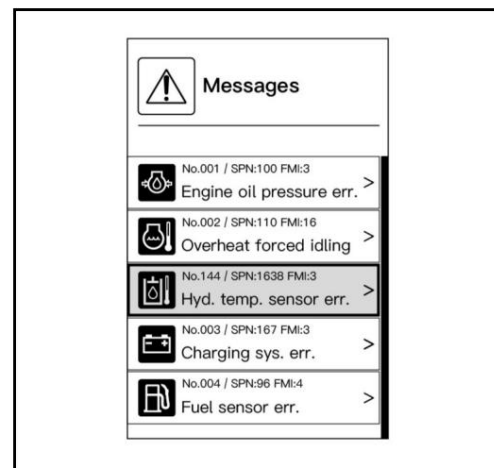 Messages
No.001 / SPN:100 FMI:3
Engine oil pressure err. >
No.002 / SPN:110 FMI:16
Overheat forced idling >
No.144 / SPN:1638 FMI:3
Hyd. temp. sensor err. >
No.003 / SPN:167 FMI:3
Charging sys. err. >
No.004 / SPN:96 FMI:4
Fuel sensor err. >